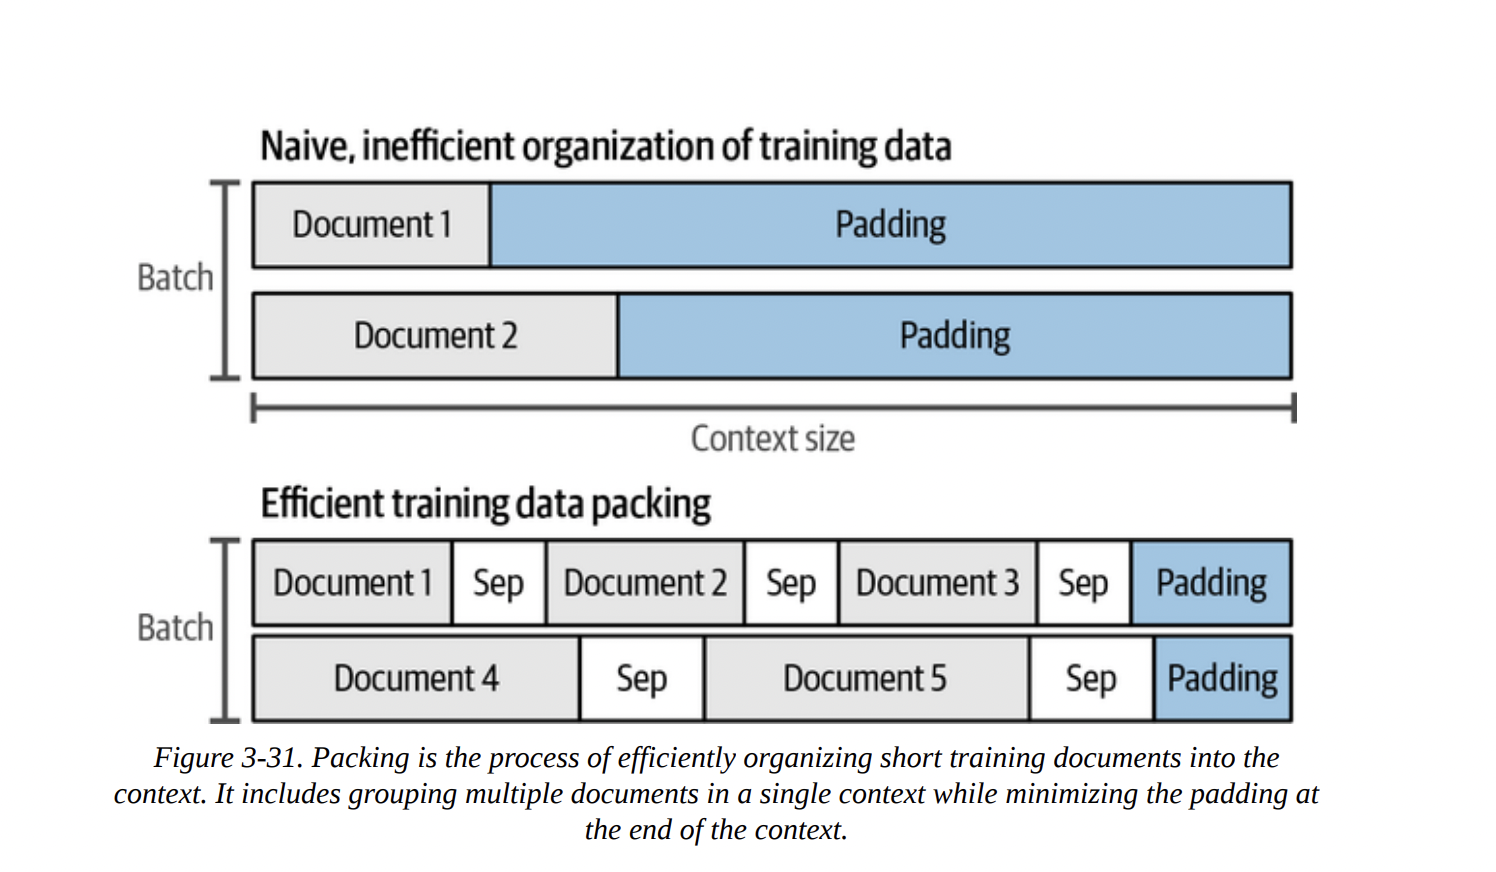 Naive, inefficient organization of training data
Document 1 Padding
Batch
Document 2 Padding
Context size
Efficient training data packing
Document 1 Sep Document 2 Sep Document 3 Sep Padding
Batch
Document 4 Sep Document 5 Sep Padding
Figure 3-31. Packing is the process of efficiently organizing short training documents into the
context. It includes grouping multiple documents in a single context while minimizing the padding at
the end of the context.